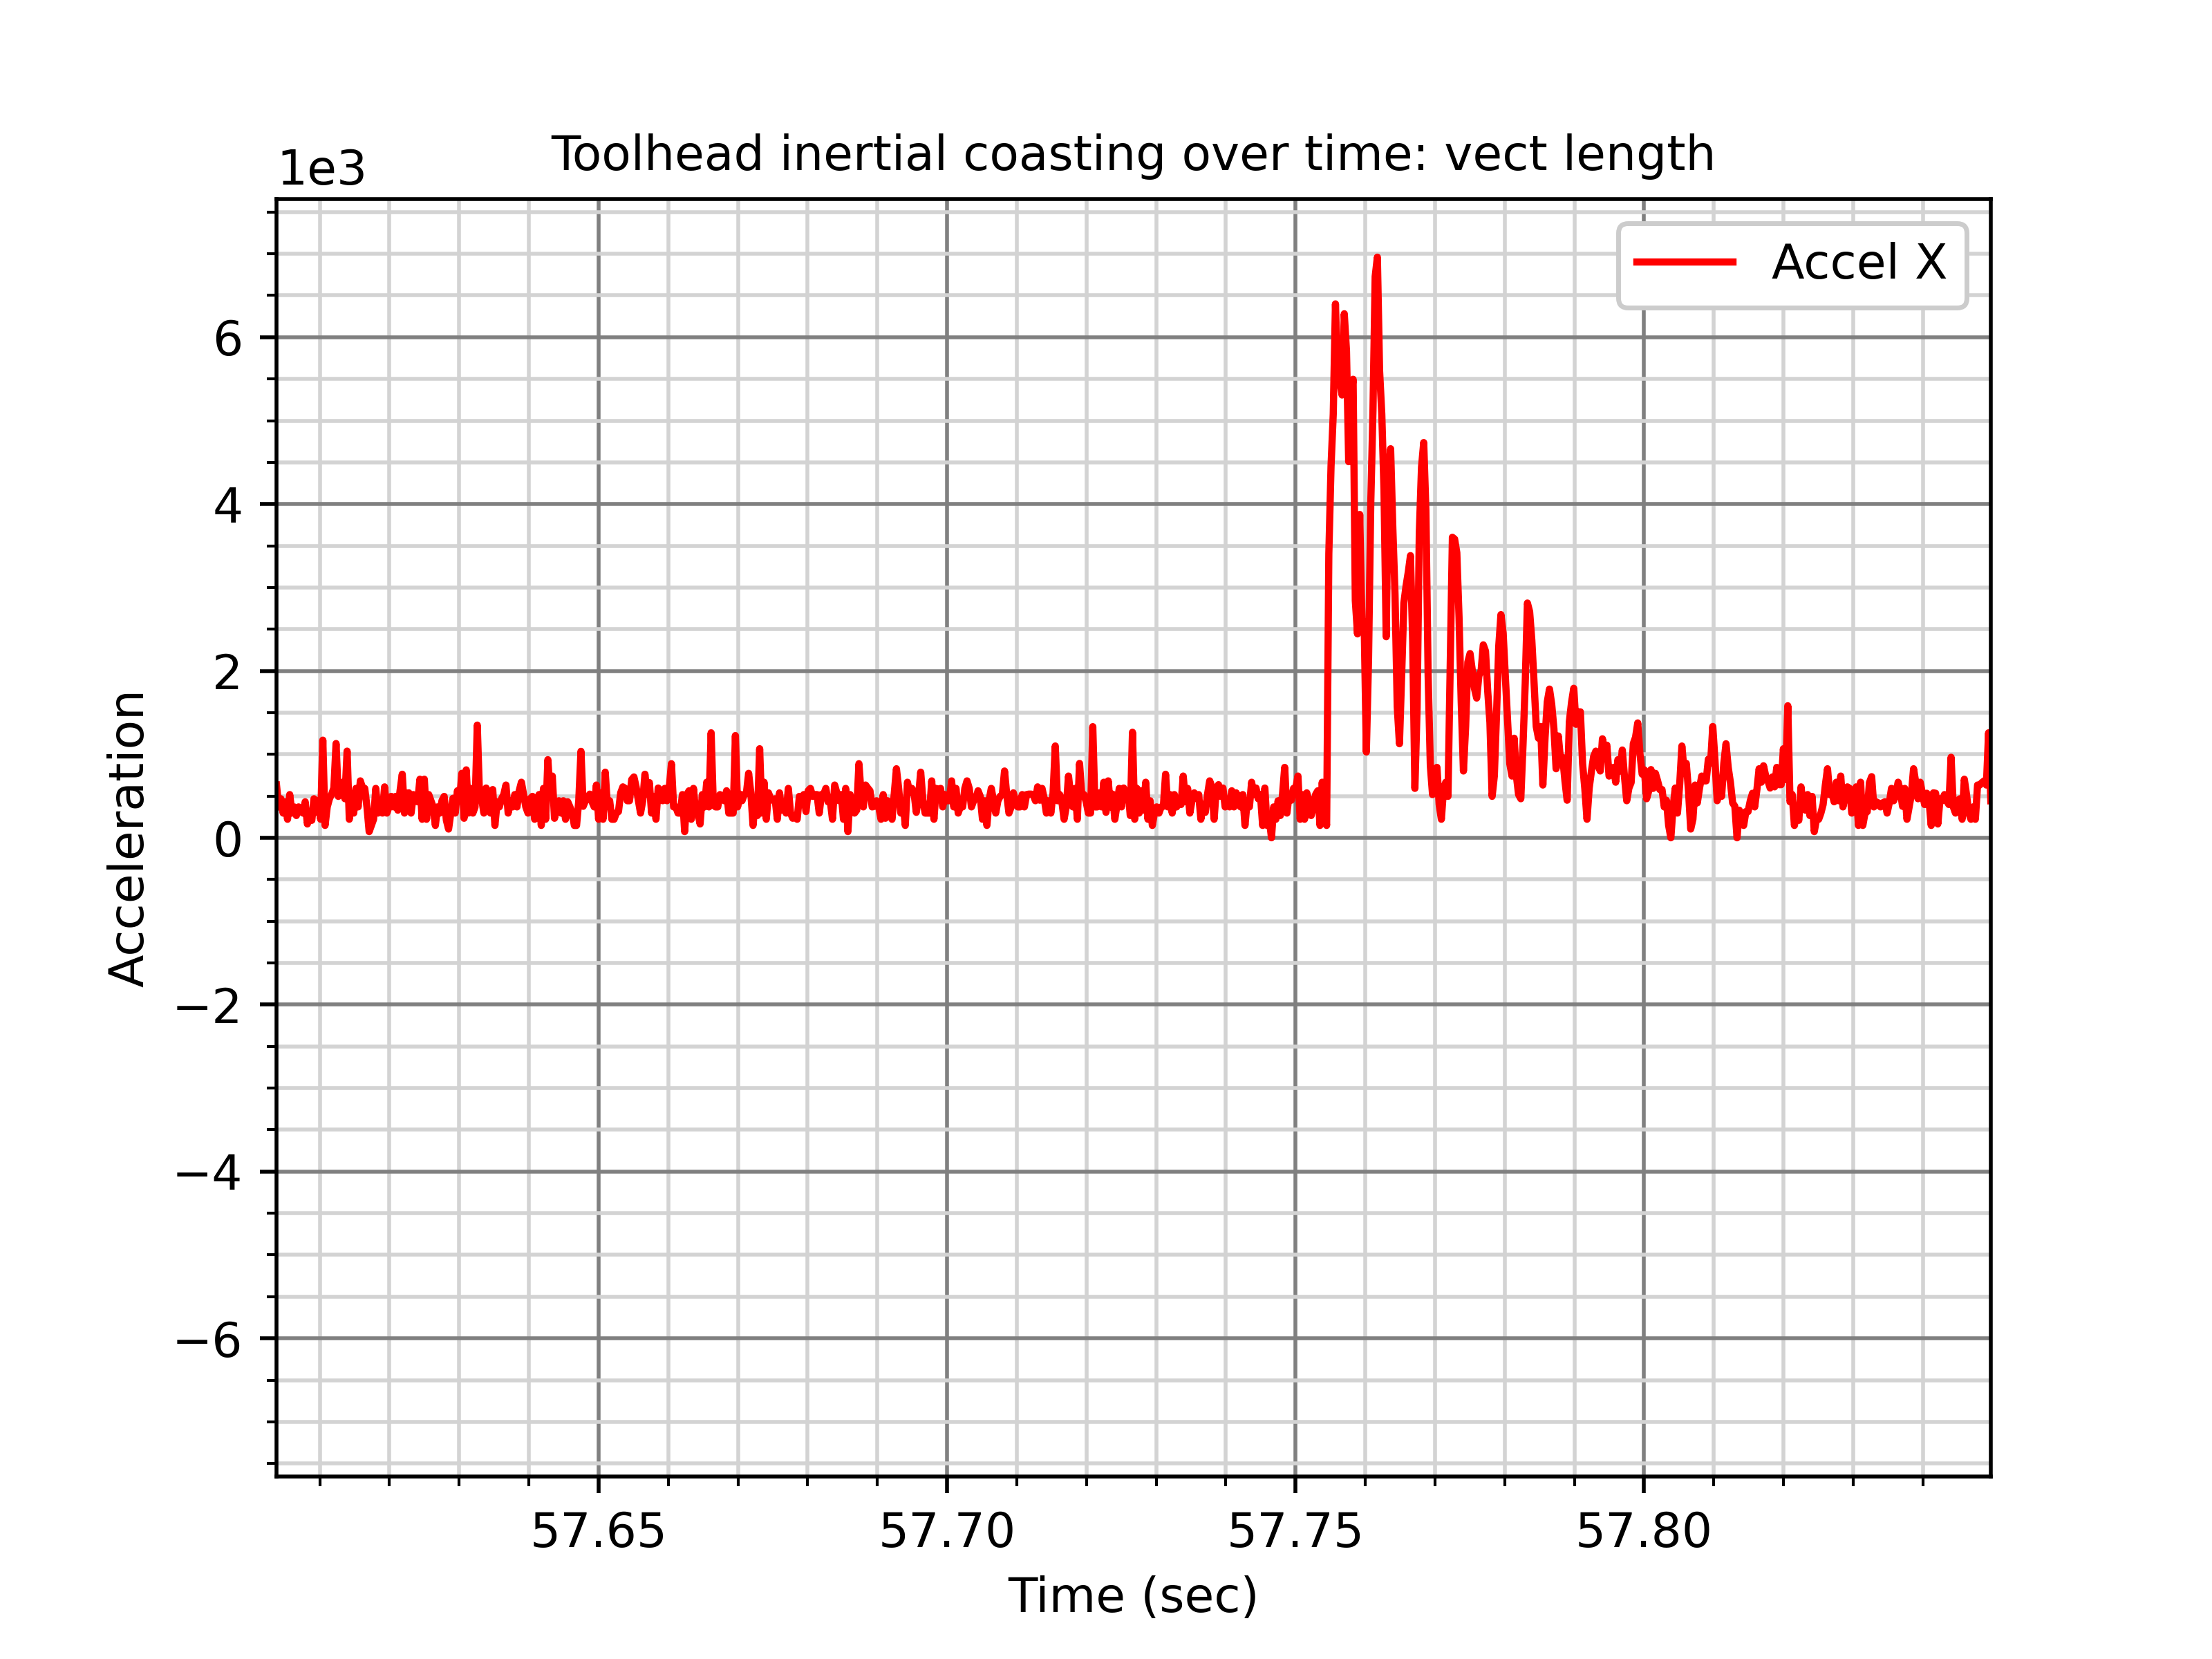 Toolhead inertial coasting over time: vect length
1e3
Accel X
6
4
2
0
−2
−4
−6
Acceleration
57.65 57.70 57.75 57.80
Time (sec)